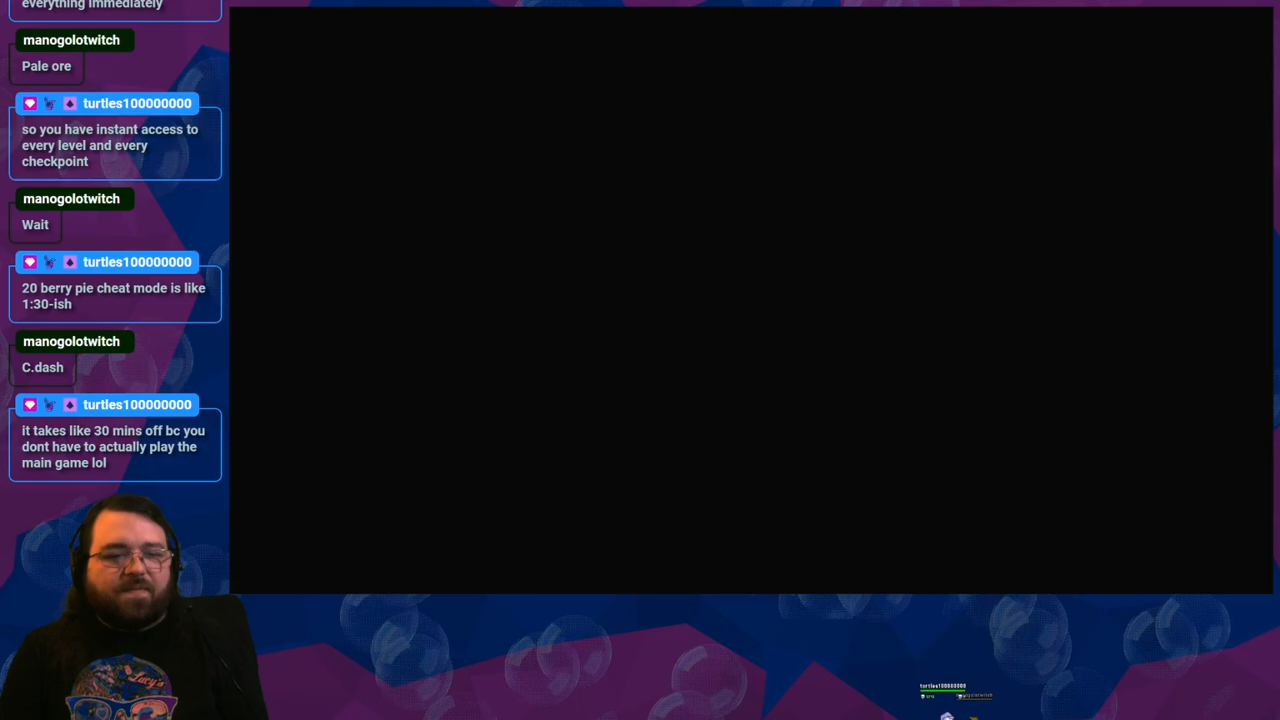 everything immediately
manogolotwitch
Pale ore
turtles100000000
so you have instant access to
every level and every
checkpoint
manogolotwitch
Wait
turtles100000000
20 berry pie cheat mode is like
1:30-ish
manogolotwitch
C.dash
turtles100000000
it takes like 30 mins off bc you
dont have to actually play the
main game lol
Lucy's
turtles100000000